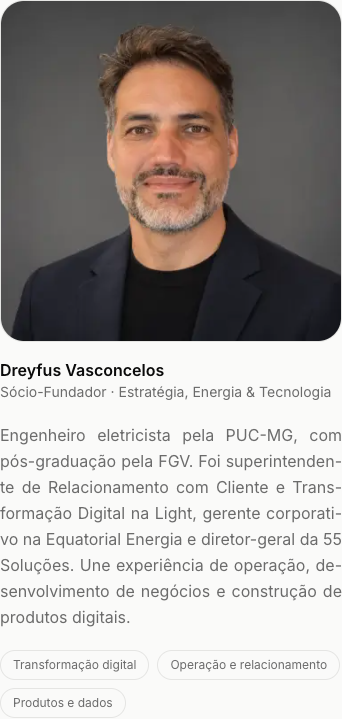 Dreyfus Vasconcelos
Sócio-Fundador · Estratégia, Energia & Tecnologia
Engenheiro eletricista pela PUC-MG, com
pós-graduação pela FGV. Foi superintenden-
te de Relacionamento com Cliente e Trans-
formação Digital na Light, gerente corporati-
vo na Equatorial Energia e diretor-geral da 55
Soluções. Une experiência de operação, de-
senvolvimento de negócios e construção de
produtos digitais.
Transformação digital
Operação e relacionamento
Produtos e dados